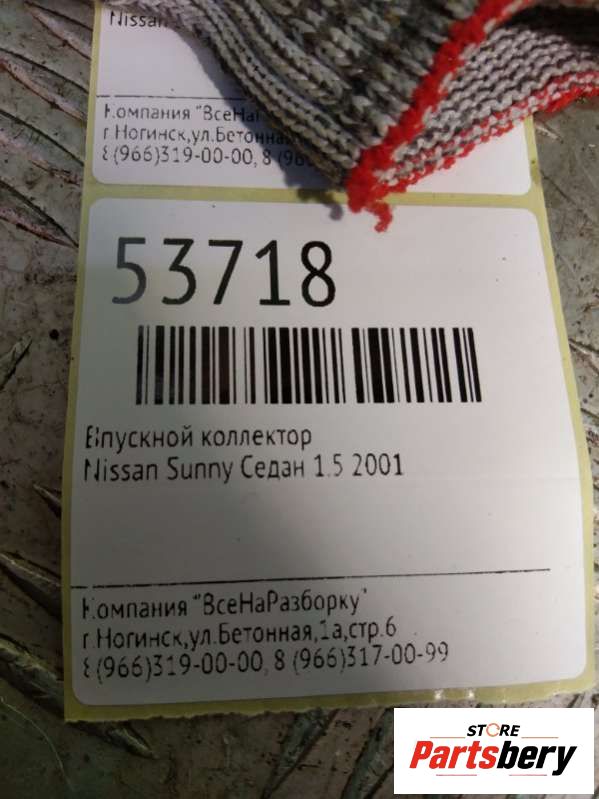 Nissan
Компания "ВсеНа
г.Ногинск,ул.Бетонная
8 (966)319-00-00, 8 (96
53718
Впускной коллектор
Nissan Sunny Седан 1.5 2001
Компания "ВсеНаРазборку"
г.Ногинск,ул.Бетонная,1а,стр.6
8 (966)319-00-00, 8 (966)317-00-99
STORE
Partsbery